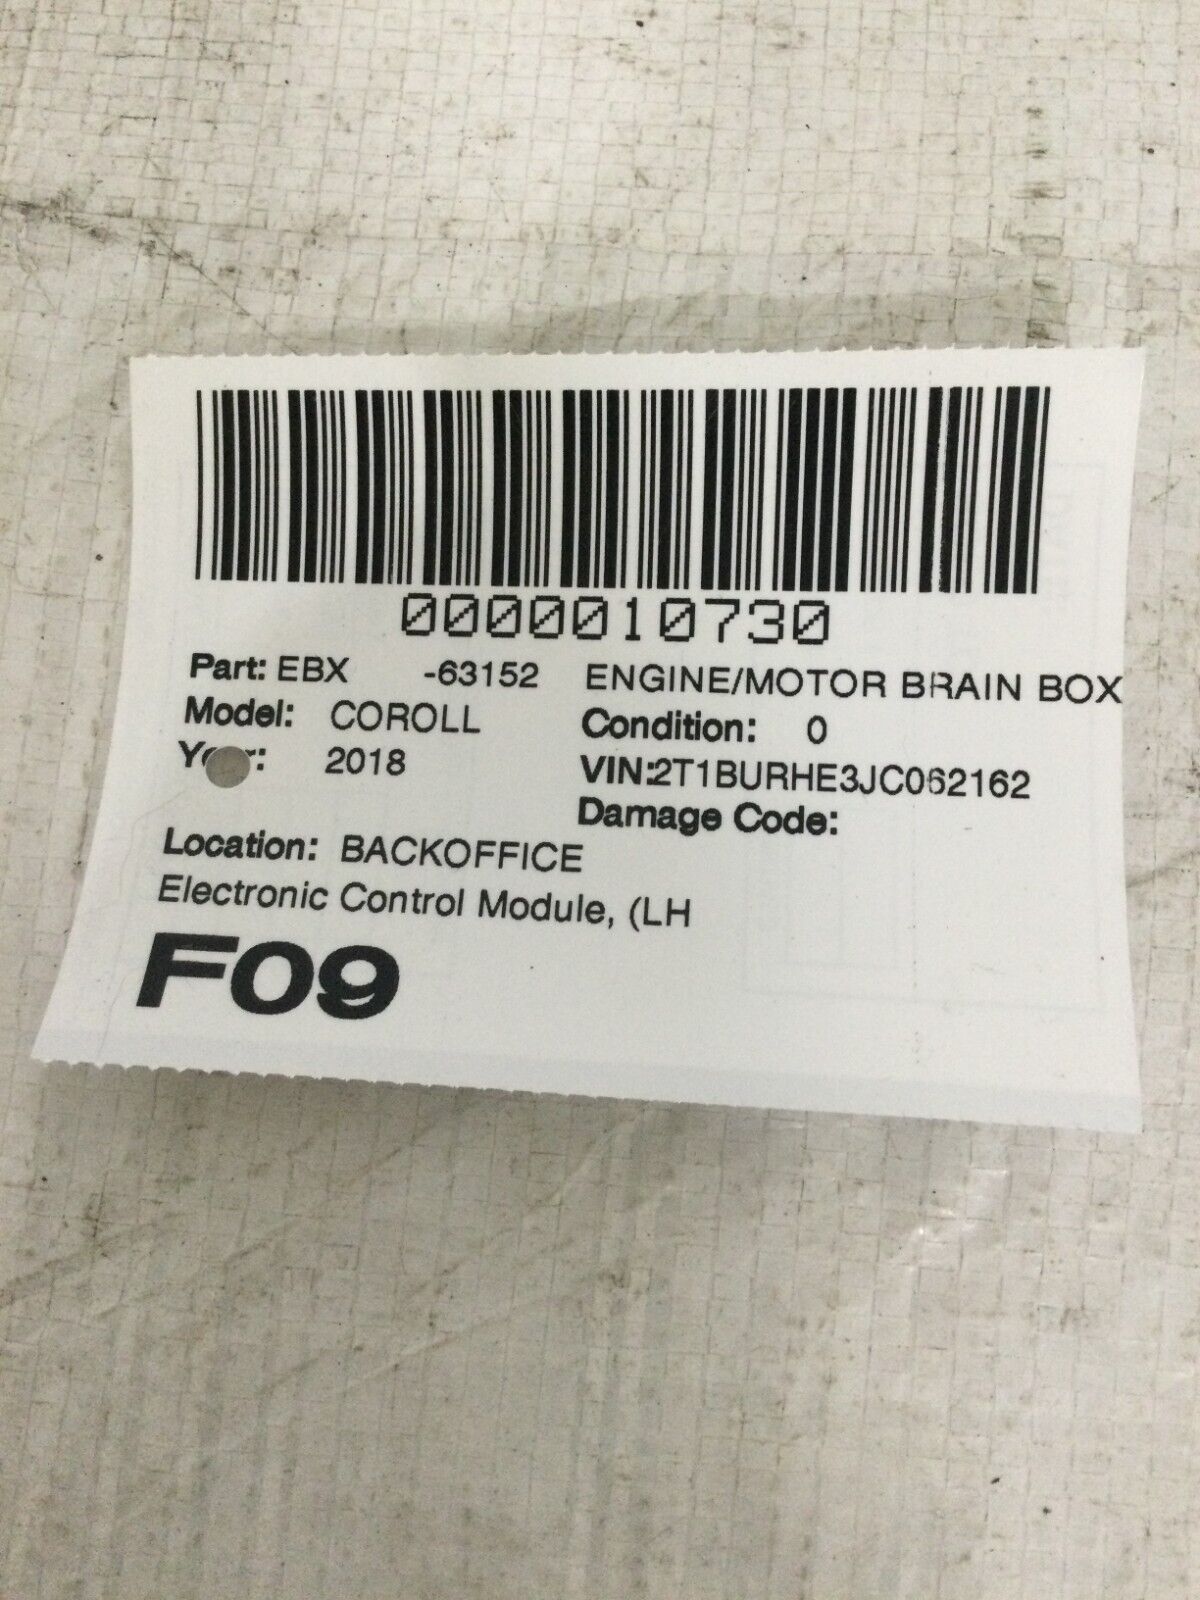 0000010730
Part: EBX -63152 ENGINE/MOTOR BRAIN BOX
Model: COROLL Condition: 0
Year: 2018 VIN:2T1BURHE3JC062162
Damage Code:
Location: BACKOFFICE
Electronic Control Module, (LH
F09